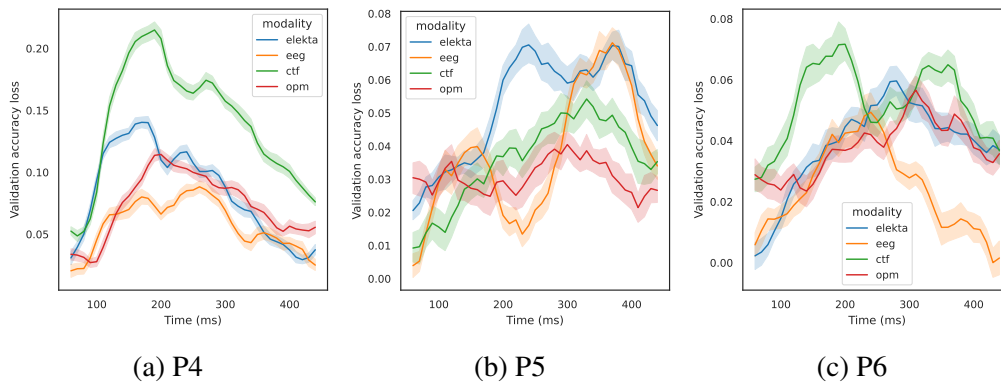 Validation accuracy loss
0.20
0.15
0.10
0.05
100 200 300 400
Time (ms)
modality
elekta
eeg
ctf
opm
(a) P4
Validation accuracy loss
0.08
0.07
0.06
0.05
0.04
0.03
0.02
0.01
0.00
100 200 300 400
Time (ms)
modality
elekta
eeg
ctf
opm
(b) P5
Validation accuracy loss
0.08
0.06
0.04
0.02
0.00
100 200 300 400
Time (ms)
modality
elekta
eeg
ctf
opm
(c) P6